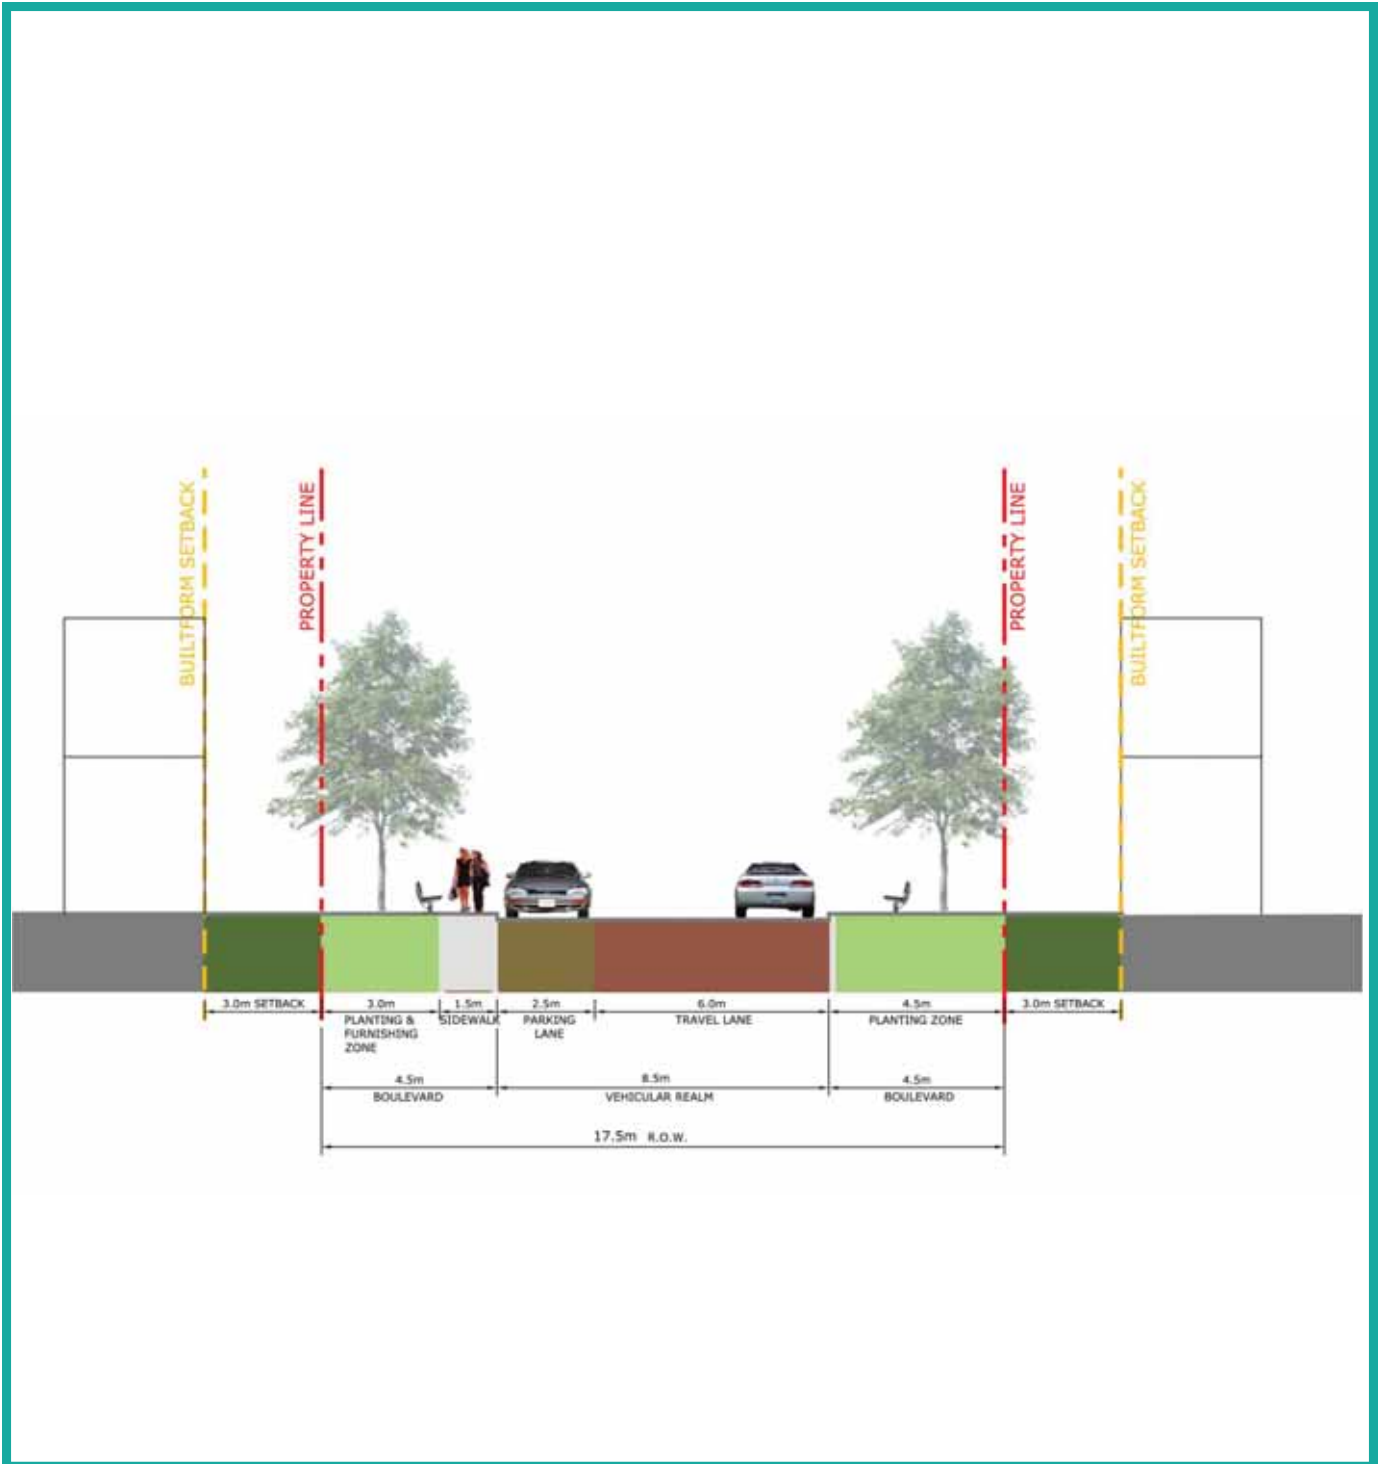 BUILTFORM SETBACK
PROPERTY LINE
PROPERTY LINE
BUILTFORM SETBACK
3.0m SETBACK
3.0m
1.5m
2.5m
6.0m
4.5m
3.0m SETBACK
PLANTING &
FURNISHING
ZONE
SIDEWALK
PARKING
LANE
TRAVEL LANE
PLANTING ZONE
4.5m
8.5m
4.5m
BOULEVARD
VEHICULAR REALM
BOULEVARD
17.5m R.O.W.